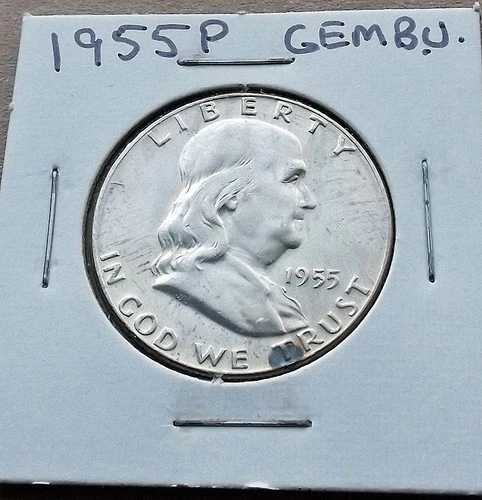 1955P GEMBU.
LIBERTY
1955
IN GOD WE TRUST